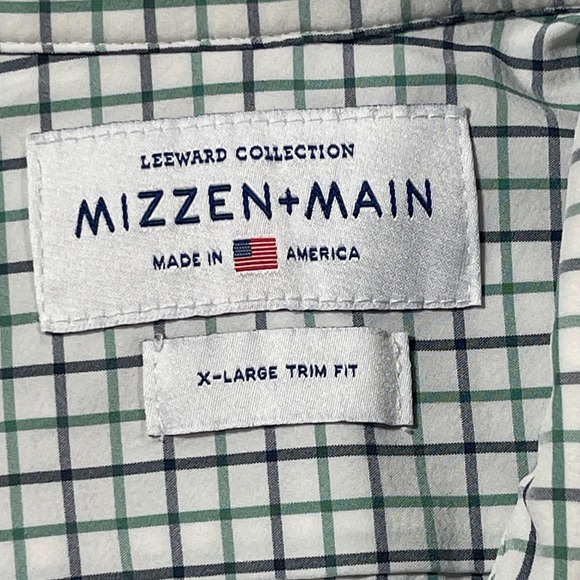 LEEWARD COLLECTION
MIZZEN+MAIN
MADE IN AMERICA
X-LARGE TRIM FIT